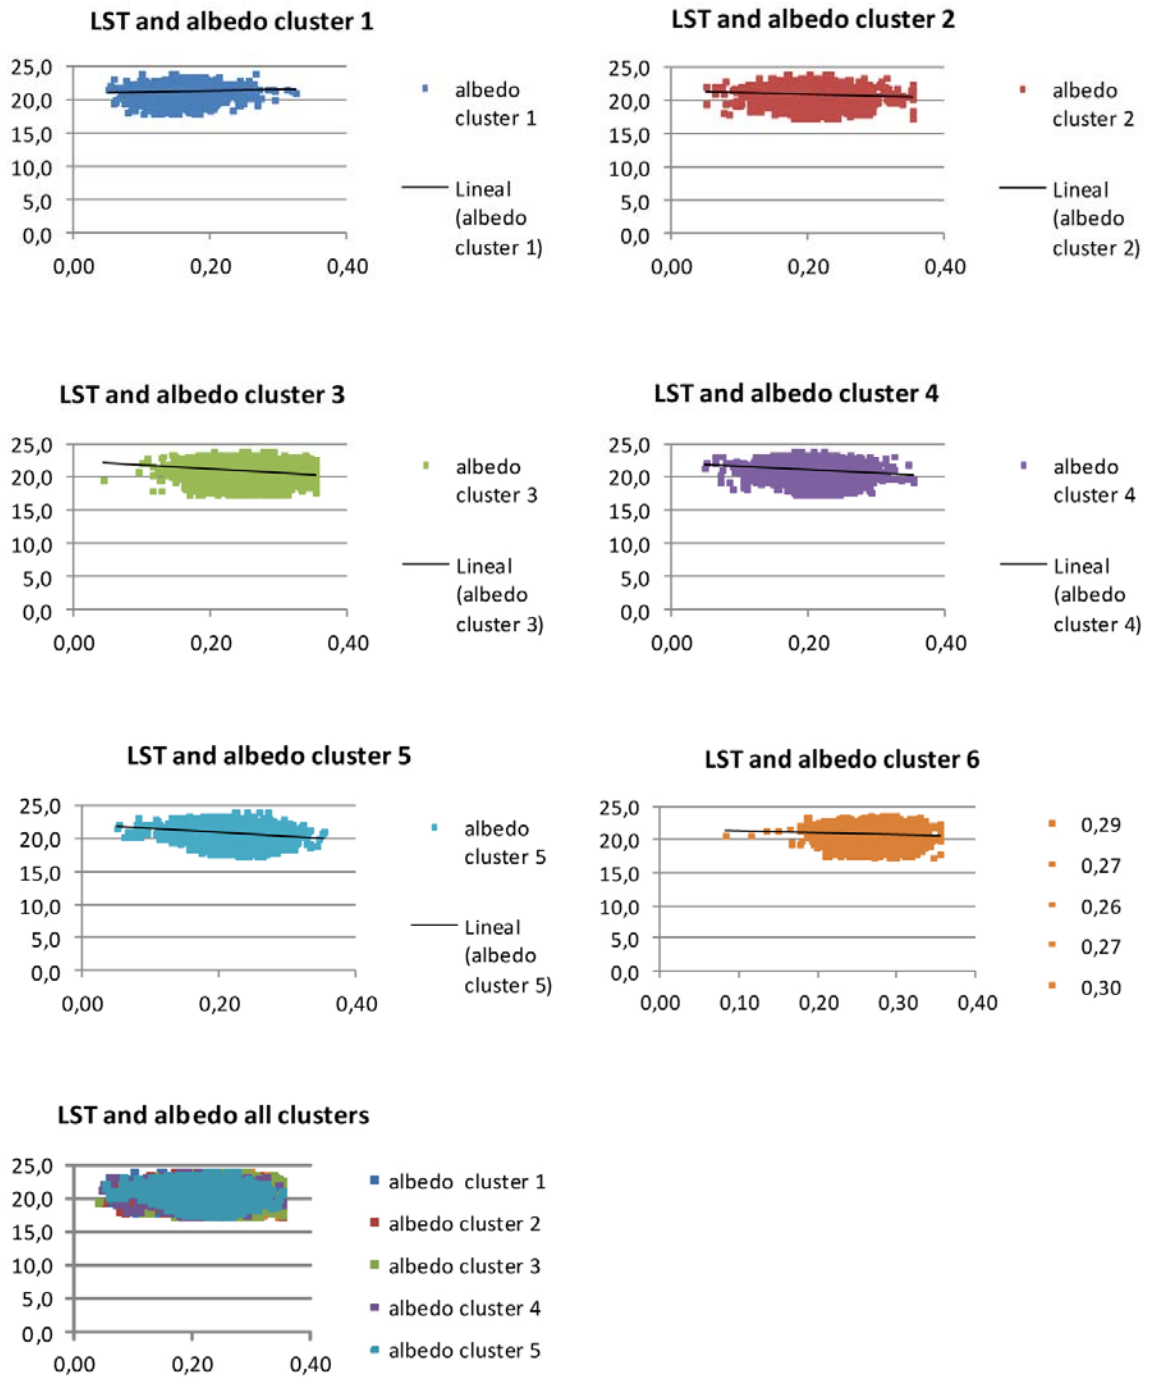 LST and albedo cluster 1
25,0
20,0
15,0
10,0
5,0
0,0
0,00 0,20 0,40
albedo
cluster 1
Lineal
(albedo
cluster 1)
LST and albedo cluster 2
25,0
20,0
15,0
10,0
5,0
0,0
0,00 0,20 0,40
albedo
cluster 2
Lineal
(albedo
cluster 2)
LST and albedo cluster 3
25,0
20,0
15,0
10,0
5,0
0,0
0,00 0,20 0,40
albedo
cluster 3
Lineal
(albedo
cluster 3)
LST and albedo cluster 4
25,0
20,0
15,0
10,0
5,0
0,0
0,00 0,20 0,40
albedo
cluster 4
Lineal
(albedo
cluster 4)
LST and albedo cluster 5
25,0
20,0
15,0
10,0
5,0
0,0
0,00 0,20 0,40
albedo
cluster 5
Lineal
(albedo
cluster 5)
LST and albedo cluster 6
25,0
20,0
15,0
10,0
5,0
0,0
0,00 0,10 0,20 0,30 0,40
0,29
0,27
0,26
0,27
0,30
LST and albedo all clusters
25,0
20,0
15,0
10,0
5,0
0,0
0,00 0,20 0,40
albedo cluster 1
albedo cluster 2
albedo cluster 3
albedo cluster 4
albedo cluster 5